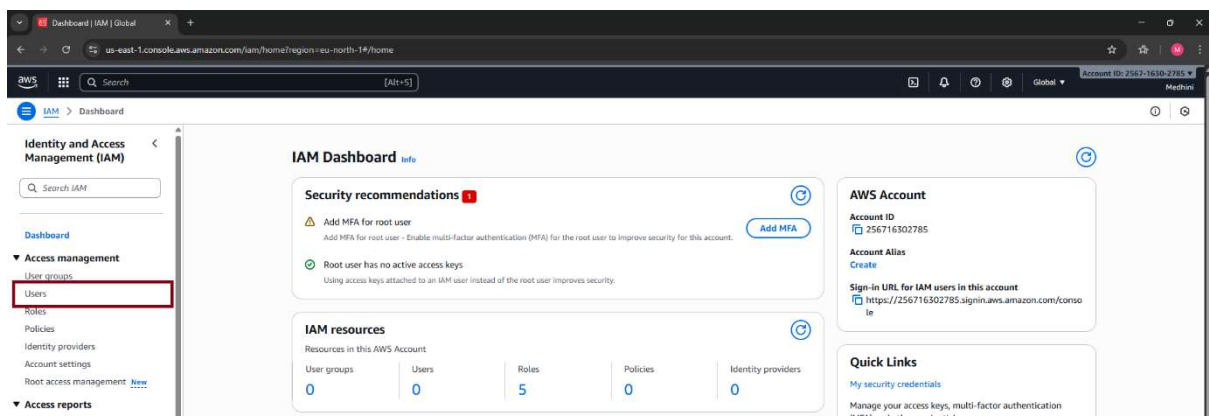 Dashboard | IAM | Global
us-east-1.console.aws.amazon.com/iam/home?region=eu-north-1#/home
M
aws
Search
[Alt+S]
Global
Account ID: 2567-1630-2785
Medhini
IAM > Dashboard
Identity and Access Management (IAM)
Search IAM
Dashboard
Access management
User groups
Users
Roles
Policies
Identity providers
Account settings
Root access management New
Access reports
IAM Dashboard Info
Security recommendations 1
Add MFA for root user
Add MFA for root user - Enable multi-factor authentication (MFA) for the root user to improve security for this account.
Add MFA
Root user has no active access keys
Using access keys attached to an IAM user instead of the root user improves security.
IAM resources
Resources in this AWS Account
User groups Users Roles Policies Identity providers
0 0 5 0 0
AWS Account
Account ID
256716302785
Account Alias
Create
Sign-in URL for IAM users in this account
https://256716302785.signin.aws.amazon.com/conso
le
Quick Links
My security credentials
Manage your access keys, multi-factor authentication